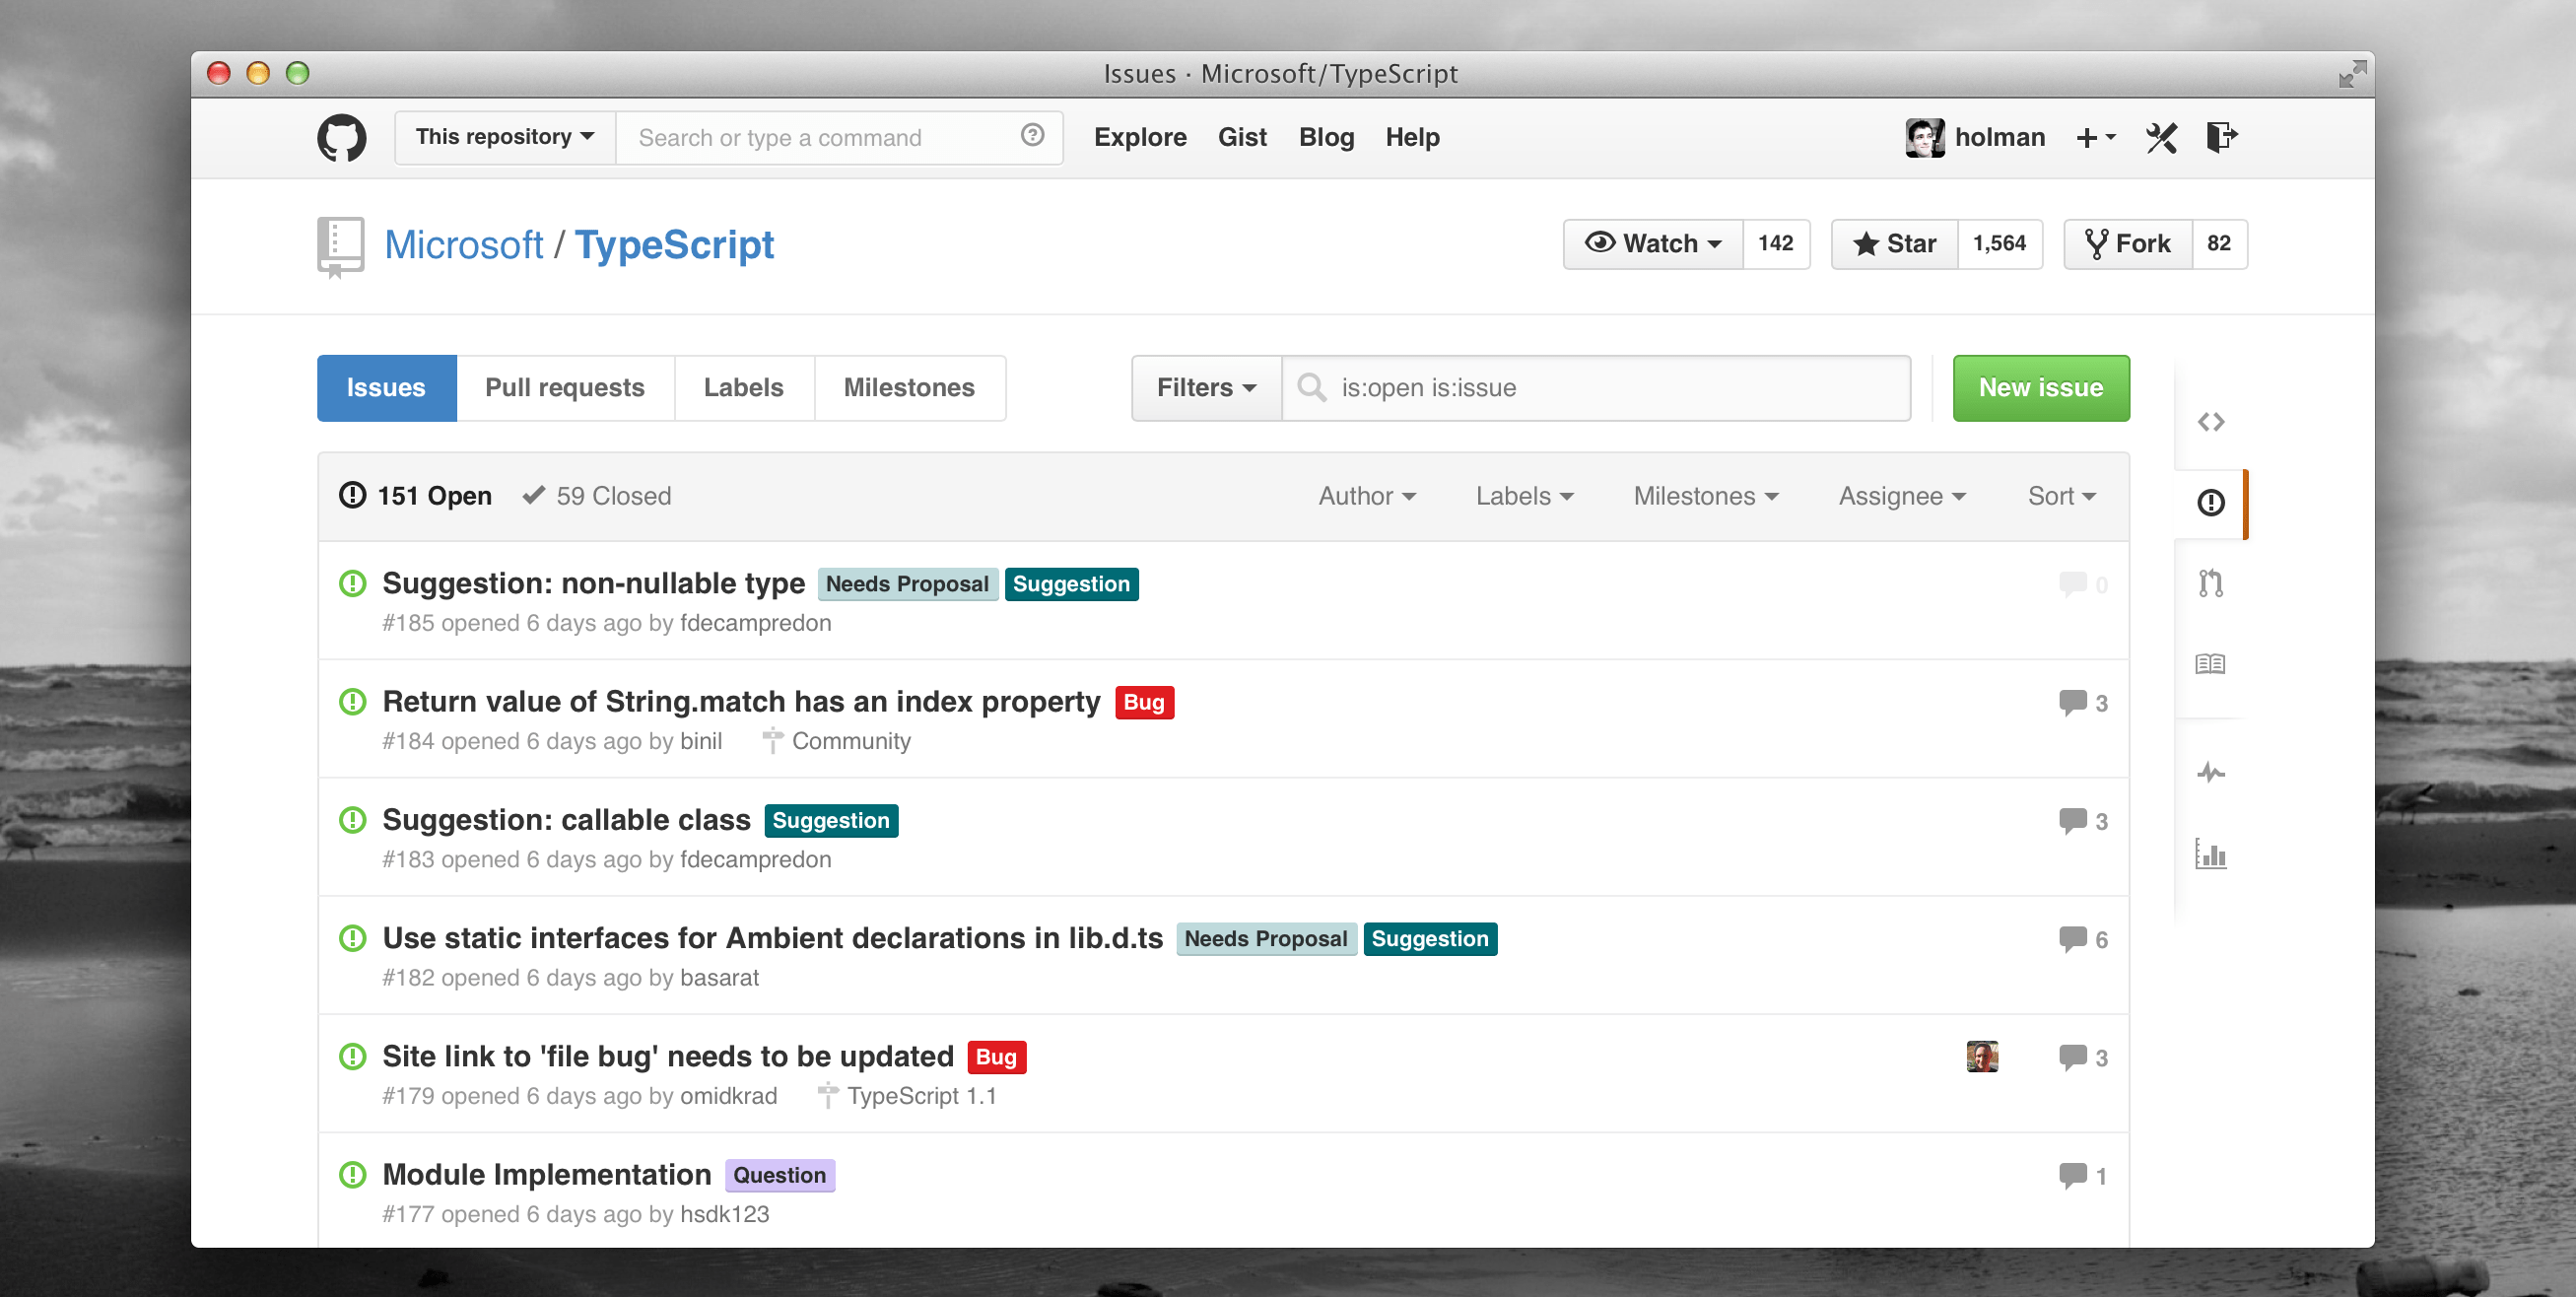 Issues · Microsoft/TypeScript
This repository Search or type a command Explore Gist Blog Help holman
Microsoft / TypeScript Watch 142 Star 1,564 Fork 82
Issues Pull requests Labels Milestones Filters is:open is:issue New issue
151 Open 59 Closed Author Labels Milestones Assignee Sort
Suggestion: non-nullable type Needs Proposal Suggestion 0
#185 opened 6 days ago by fdecampredon
Return value of String.match has an index property Bug 3
#184 opened 6 days ago by binil Community
Suggestion: callable class Suggestion 3
#183 opened 6 days ago by fdecampredon
Use static interfaces for Ambient declarations in lib.d.ts Needs Proposal Suggestion 6
#182 opened 6 days ago by basarat
Site link to 'file bug' needs to be updated Bug 3
#179 opened 6 days ago by omidkrad TypeScript 1.1
Module Implementation Question 1
#177 opened 6 days ago by hsdk123